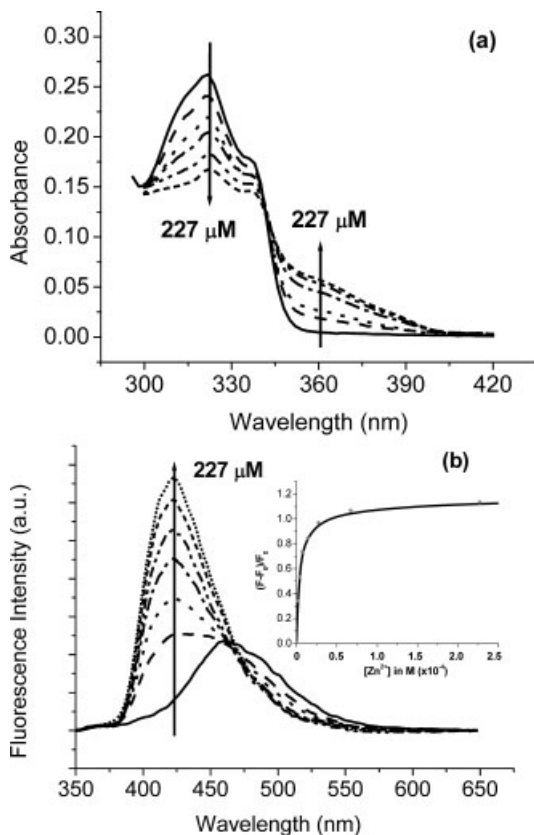 (a)
Absorbance
0.30
0.25
0.20
0.15
0.10
0.05
0.00
227 μM
227 μM
300 330 360 390 420
Wavelength (nm)
(b)
Fluorescence Intensity (a.u.)
227 μM
(F-F₀)/F₀
1.2
1.0
0.8
0.6
0.4
0.2
0
0 0.5 1.0 1.5 2.0 2.5
[Zn²⁺] in M (x10⁻⁴)
350 400 450 500 550 600 650
Wavelength (nm)